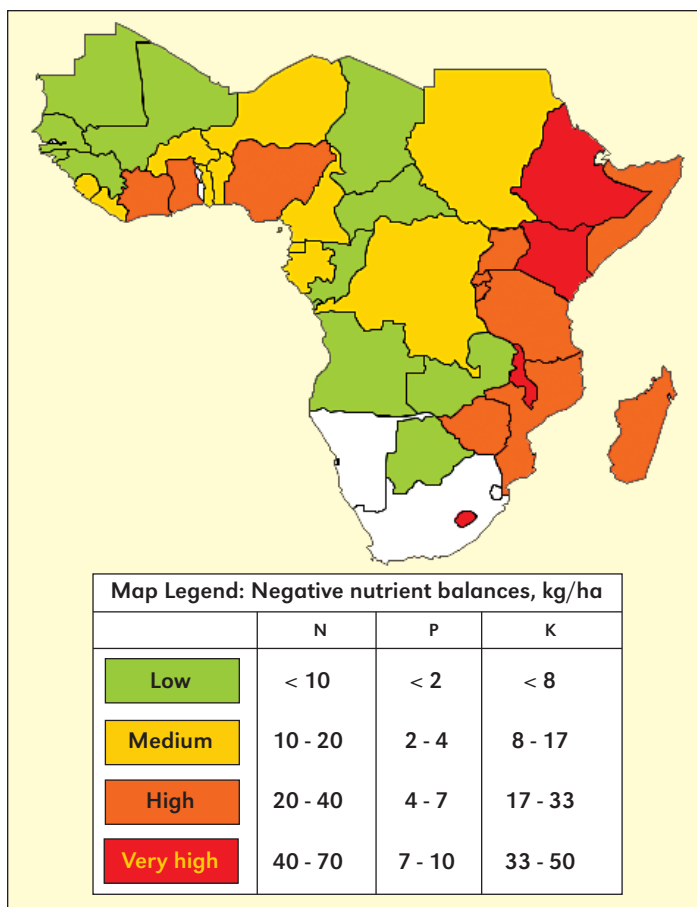 Map Legend: Negative nutrient balances, kg/ha
N P K
Low < 10 < 2 < 8
Medium 10 - 20 2 - 4 8 - 17
High 20 - 40 4 - 7 17 - 33
Very high 40 - 70 7 - 10 33 - 50